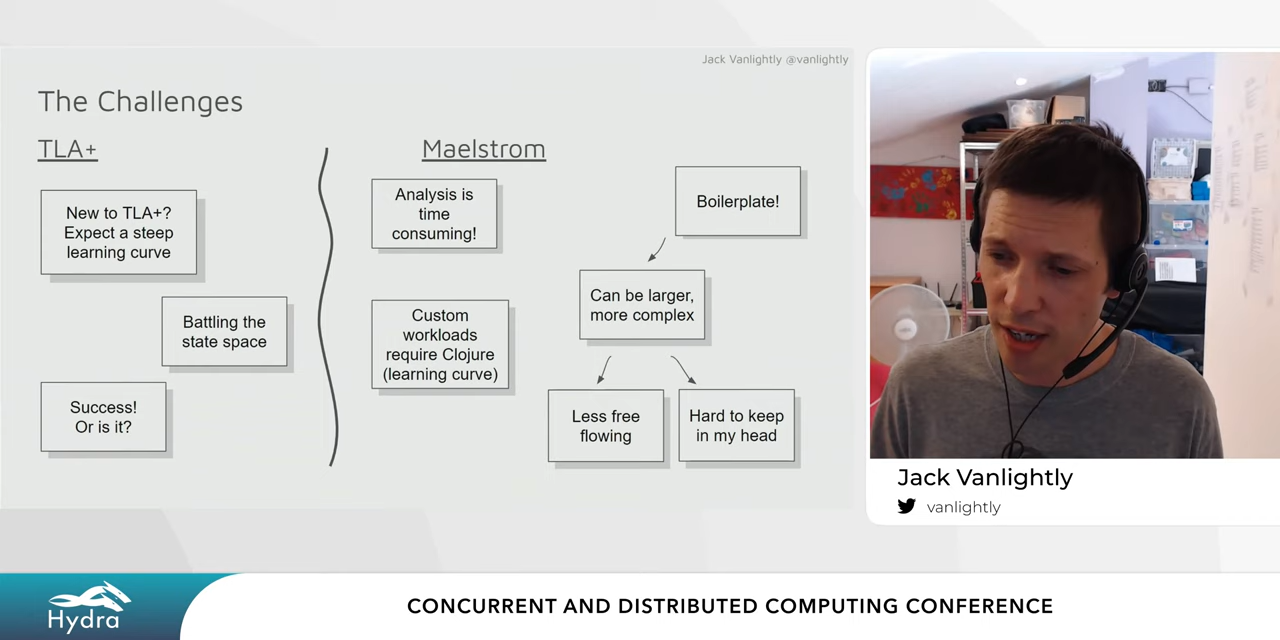 Jack Vanlightly @vanlightly
The Challenges
TLA+
New to TLA+?
Expect a steep
learning curve
Battling the
state space
Success!
Or is it?
Maelstrom
Analysis is
time
consuming!
Custom
workloads
require Clojure
(learning curve)
Boilerplate!
Can be larger,
more complex
Less free
flowing
Hard to keep
in my head
Jack Vanlightly
vanlightly
Hydra
CONCURRENT AND DISTRIBUTED COMPUTING CONFERENCE